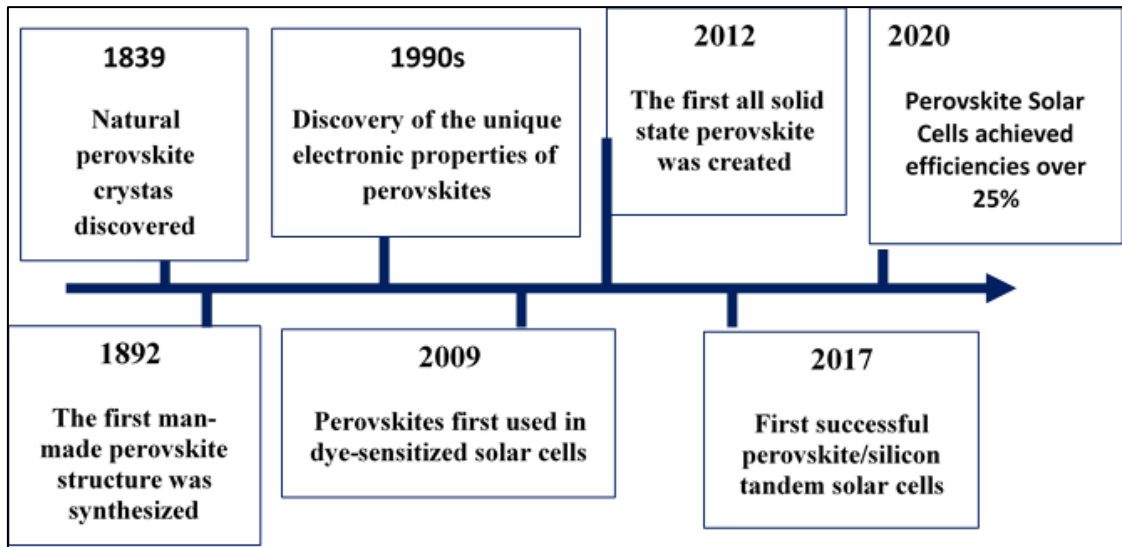 1839
Natural
perovskite
crystas
discovered
1892
The first man-
made perovskite
structure was
synthesized
1990s
Discovery of the unique
electronic properties of
perovskites
2009
Perovskites first used in
dye-sensitized solar cells
2012
The first all solid
state perovskite
was created
2017
First successful
perovskite/silicon
tandem solar cells
2020
Perovskite Solar
Cells achieved
efficiencies over
25%